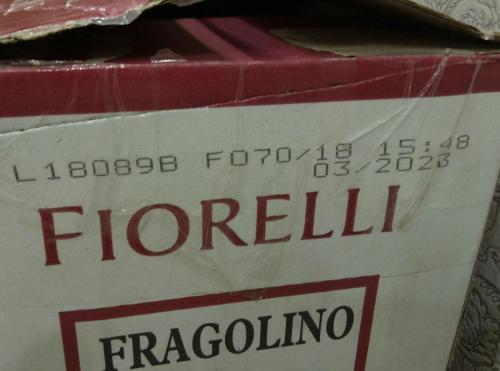 L18089B F070/18 15:48
03/2023
FIORELLI
FRAGOLINO